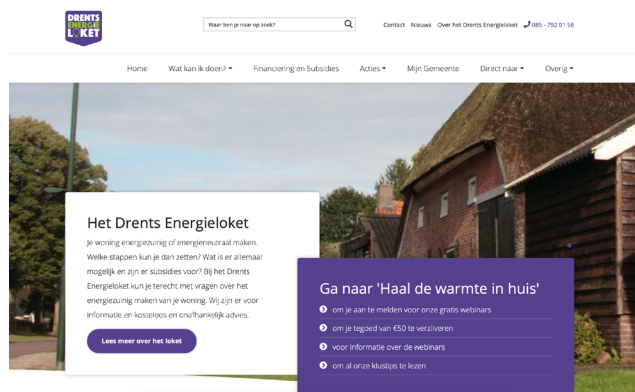 DRENTS
ENERGIE
LOKET
Waar ben je naar op zoek?
Contact Nieuws Over het Drents Energieloket 085 - 792 01 58
Home Wat kan ik doen? Financiering en Subsidies Acties Mijn Gemeente Direct naar Overig
Het Drents Energieloket
Je woning energiezuinig of energieneutraal maken.
Welke stappen kun je dan zetten? Wat is er allemaal
mogelijk en zijn er subsidies voor? Bij het Drents
Energieloket kun je terecht met vragen over het
energiezuinig maken van je woning. Wij zijn er voor
informatie en kosteloos en onafhankelijk advies.
Lees meer over het loket
Ga naar 'Haal de warmte in huis'
om je aan te melden voor onze gratis webinars
om je tegoed van €50 te verzilveren
voor informatie over de webinars
om al onze klustips te lezen